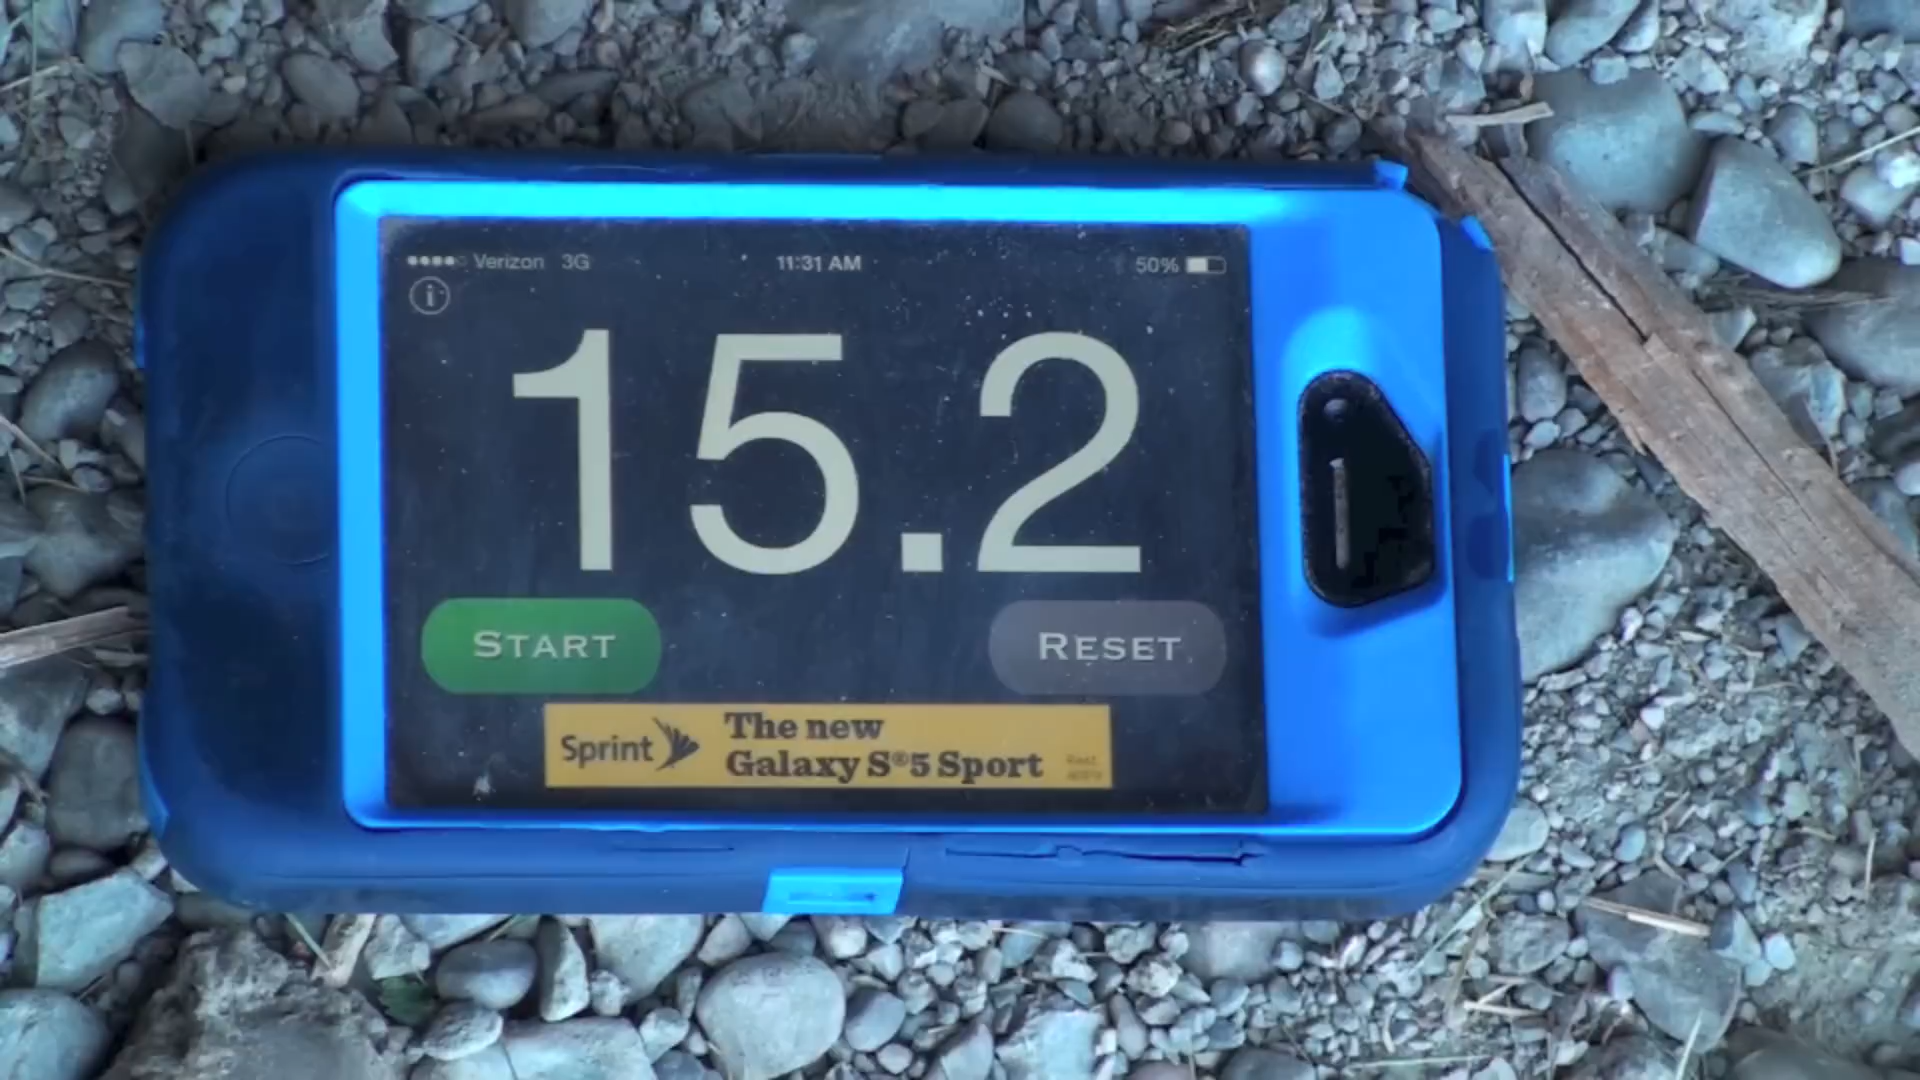 Verizon 3G 11:31 AM 50%
15.2
START RESET
Sprint
The new
Galaxy S®5 Sport